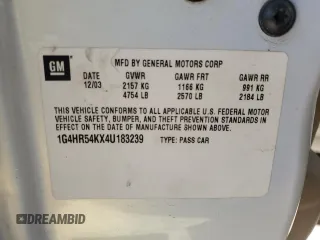 GM
MFD BY GENERAL MOTORS CORP
DATE GVWR GAWR FRT GAWR RR
12/03 2157 KG 1166 KG 991 KG
4754 LB 2570 LB 2184 LB
THIS VEHICLE CONFORMS TO ALL APPLICABLE U.S. FEDERAL MOTOR
VEHICLE SAFETY, BUMPER, AND THEFT PREVENTION STANDARDS IN
EFFECT ON THE DATE OF MANUFACTURE SHOWN ABOVE.
1G4HR54KX4U183239 TYPE: PASS CAR
DREAMBID